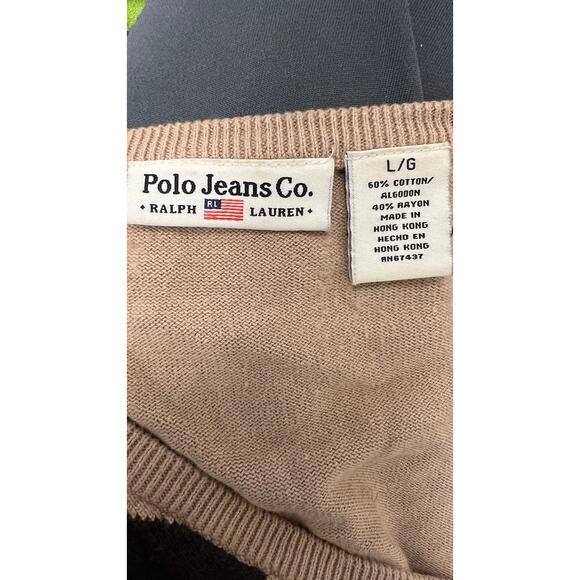 Polo Jeans Co.
• RALPH RL LAUREN •
L/G
60% COTTON/
ALGODON
40% RAYON
MADE IN
HONG KONG
HECHO EN
HONG KONG
RN67437